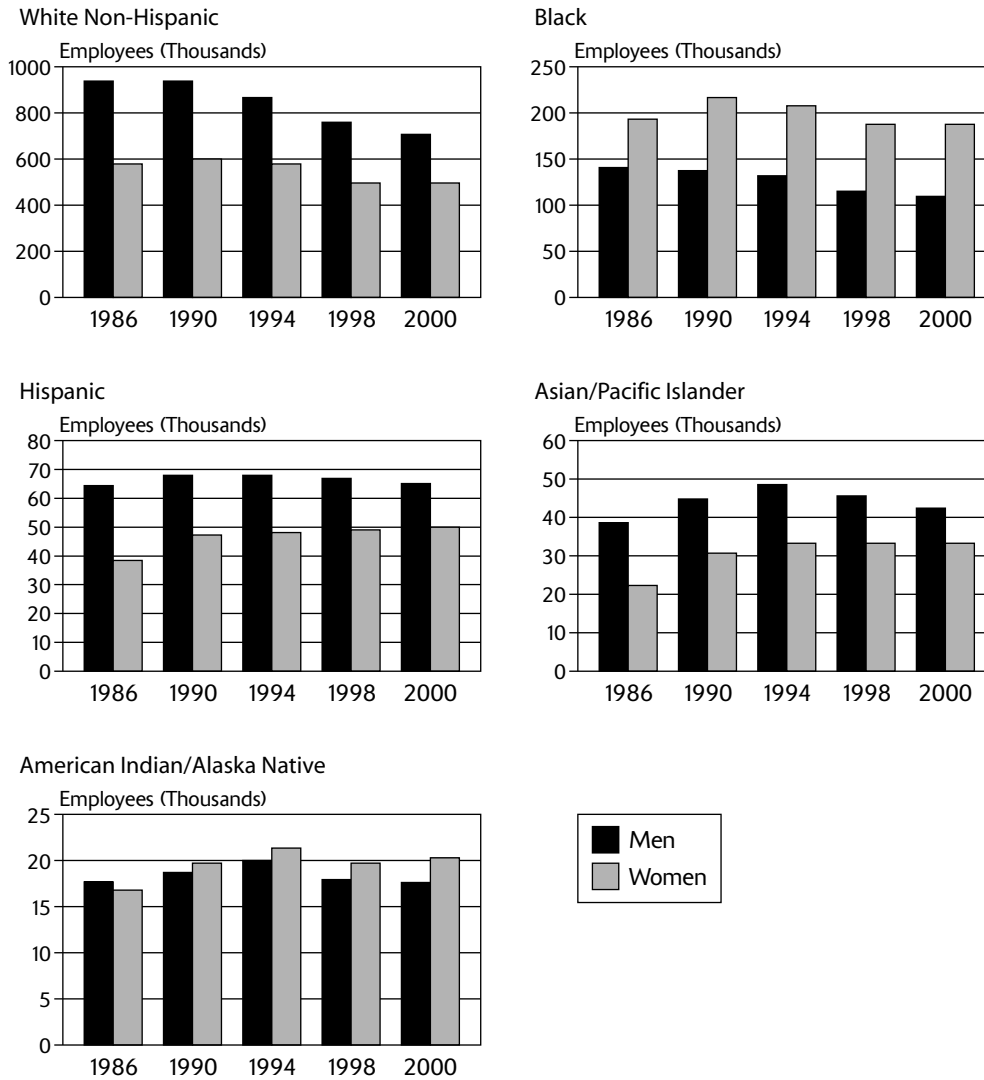 White Non-Hispanic
Employees (Thousands)
1000
800
600
400
200
0
1986 1990 1994 1998 2000
Black
Employees (Thousands)
250
200
150
100
50
0
1986 1990 1994 1998 2000
Hispanic
Employees (Thousands)
80
70
60
50
40
30
20
10
0
1986 1990 1994 1998 2000
Asian/Pacific Islander
Employees (Thousands)
60
50
40
30
20
10
0
1986 1990 1994 1998 2000
American Indian/Alaska Native
Employees (Thousands)
25
20
15
10
5
0
1986 1990 1994 1998 2000
Men
Women